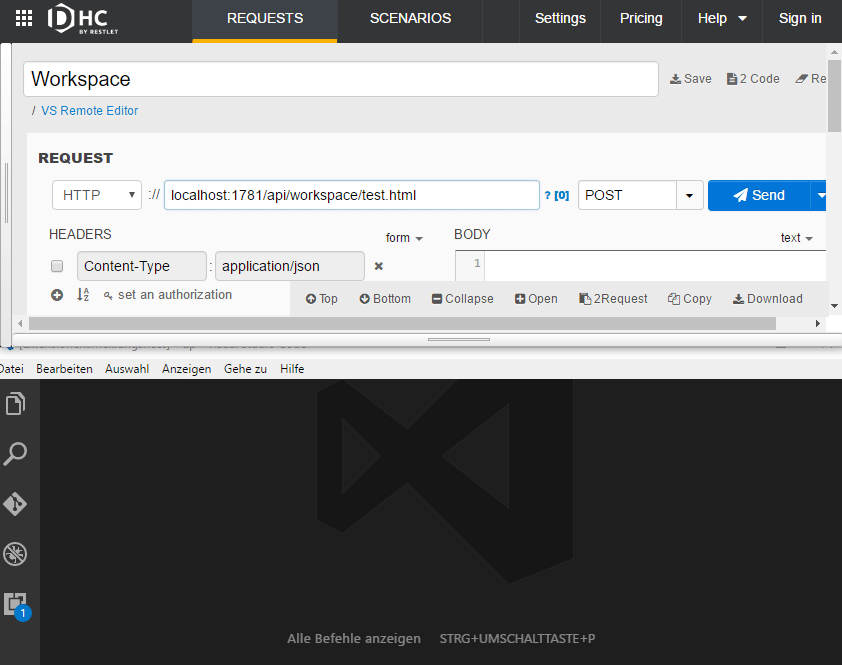 DHC
BY RESTLET
REQUESTS SCENARIOS Settings Pricing Help Sign in
Workspace
Save 2 Code Re
/ VS Remote Editor
REQUEST
HTTP :// localhost:1781/api/workspace/test.html ? [0] POST Send
HEADERS form BODY text
Content-Type : application/json 1
set an authorization Top Bottom Collapse Open 2Request Copy Download
Datei Bearbeiten Auswahl Anzeigen Gehe zu Hilfe
1
Alle Befehle anzeigen STRG+UMSCHALTTASTE+P